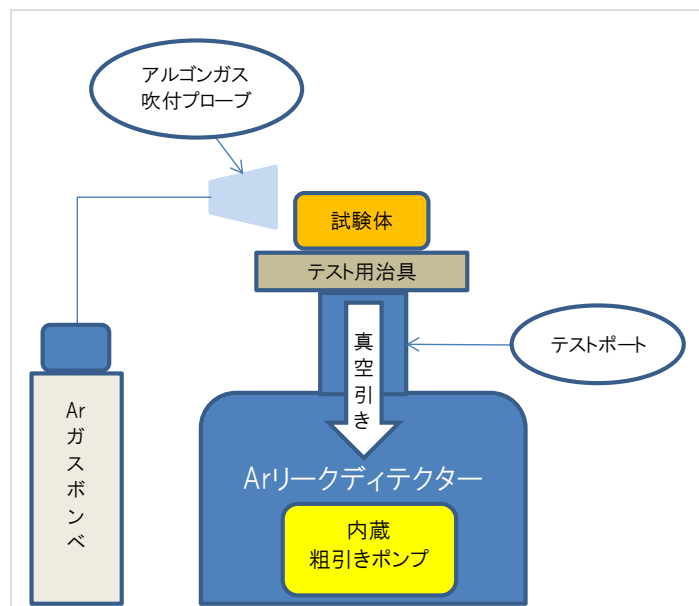 アルゴンガス
吹付プローブ
試験体
テスト用治具
真空引き
テストポート
Arガスボンベ
Arリークディテクター
内蔵
粗引きポンプ